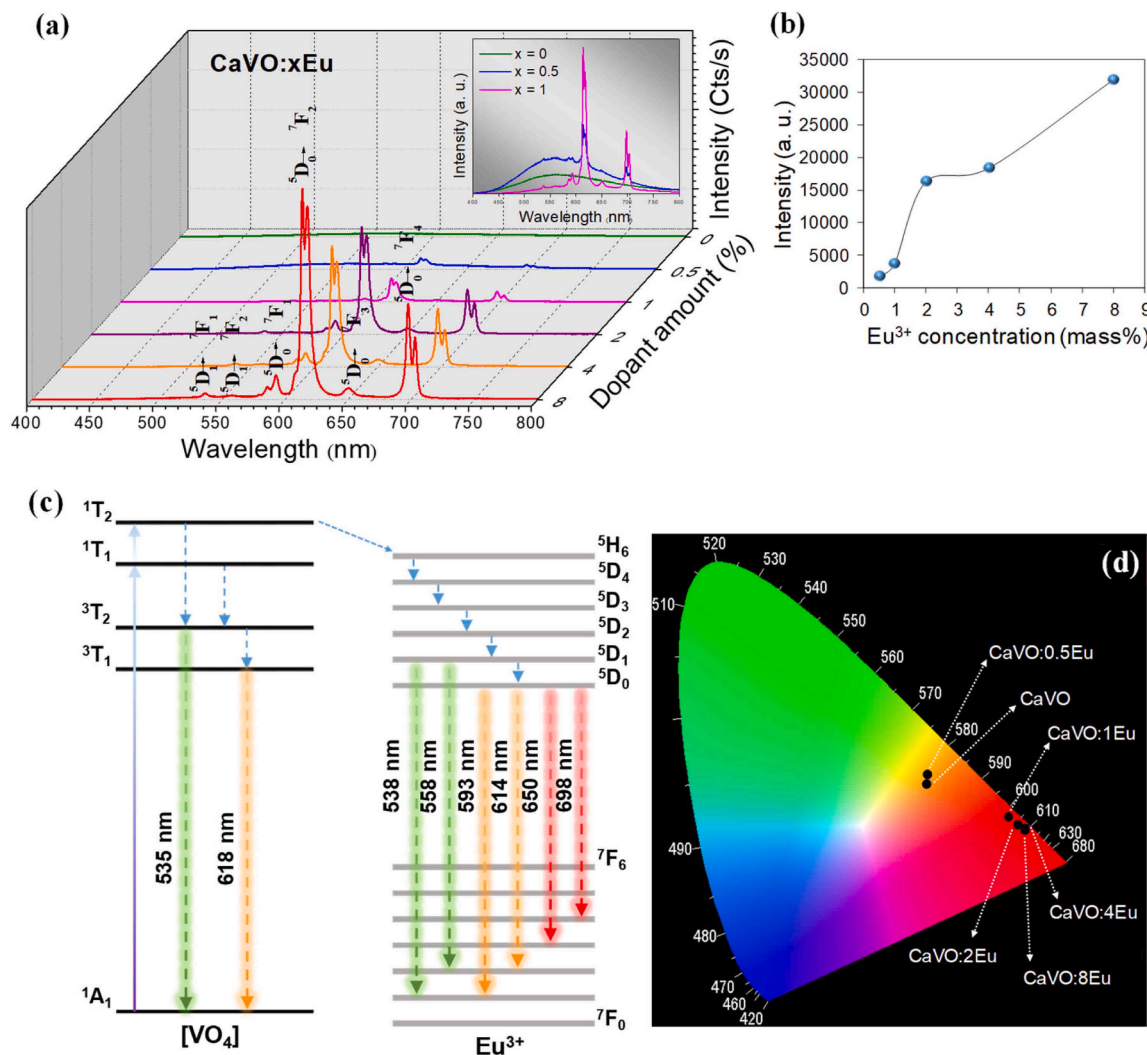 (a)
CaVO:xEu
x = 0
x = 0.5
x = 1
Intensity (a. u.)
400 450 500 550 600 650 700 750 800
Wavelength (nm)
Intensity (Cts/s)
⁵D₀→⁷F₂
⁵D₀→⁷F₄
⁵D₁→⁷F₁
⁵D₁→⁷F₂
⁵D₀→⁷F₁
⁵D₀→⁷F₃
0
0.5
1
2
4
8
Dopant amount (%)
400 450 500 550 600 650 700 750 800
Wavelength (nm)
(b)
35000
30000
25000
20000
15000
10000
5000
0
Intensity (a. u.)
0 1 2 3 4 5 6 7 8 9
Eu³⁺ concentration (mass%)
(c)
¹T₂
¹T₁
³T₂
³T₁
¹A₁
535 nm
618 nm
[VO₄]
⁵H₆
⁵D₄
⁵D₃
⁵D₂
⁵D₁
⁵D₀
538 nm
558 nm
593 nm
614 nm
650 nm
698 nm
⁷F₆
⁷F₀
Eu³⁺
(d)
520
530
540
550
560
570
580
590
600
610
630
680
510
490
480
470
460
420
CaVO:0.5Eu
CaVO
CaVO:1Eu
CaVO:4Eu
CaVO:2Eu
CaVO:8Eu